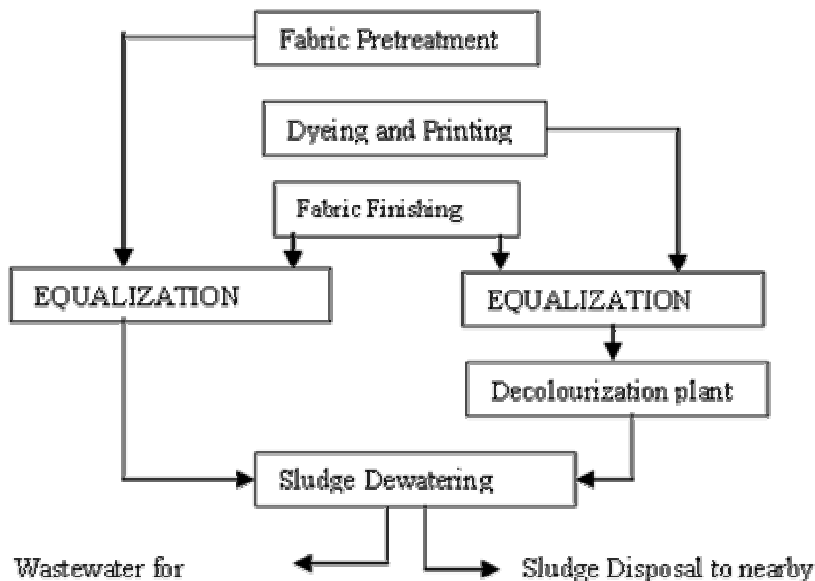 Fabric Pretreatment
Dyeing and Printing
Fabric Finishing
EQUALIZATION
EQUALIZATION
Decolourization plant
Sludge Dewatering
Wastewater for
Sludge Disposal to nearby